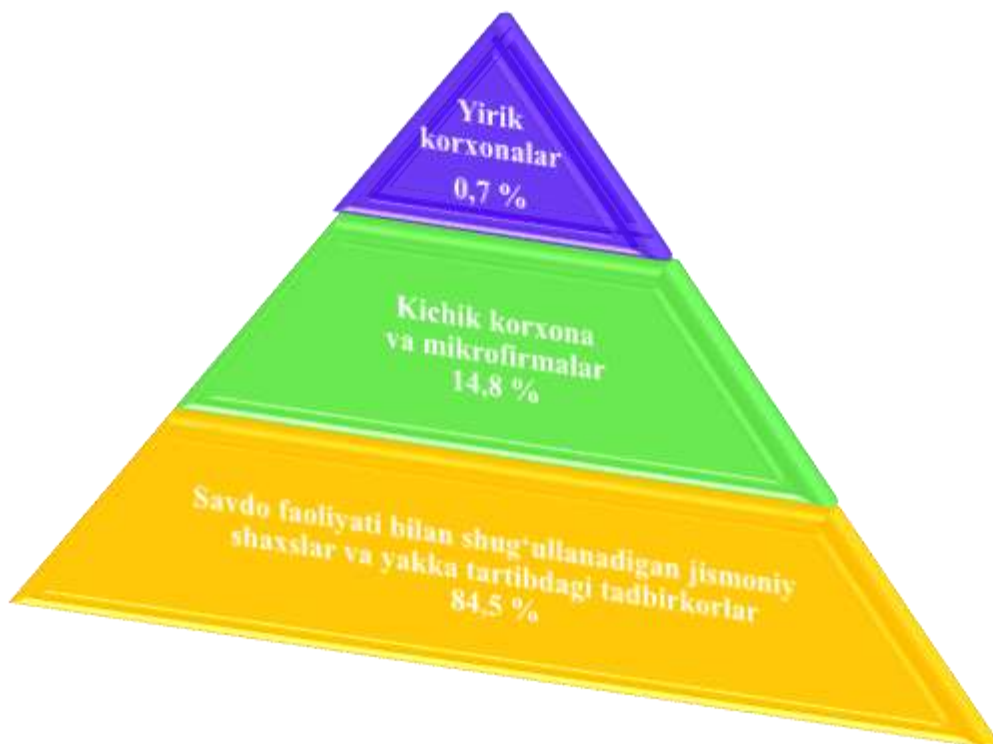 Yirik
korxonalar
0,7 %
Kichik korxona
va mikrofirmalar
14,8 %
Savdo faoliyati bilan shug‘ullanadigan jismoniy
shaxslar va yakka tartibdagi tadbirkorlar
84,5 %